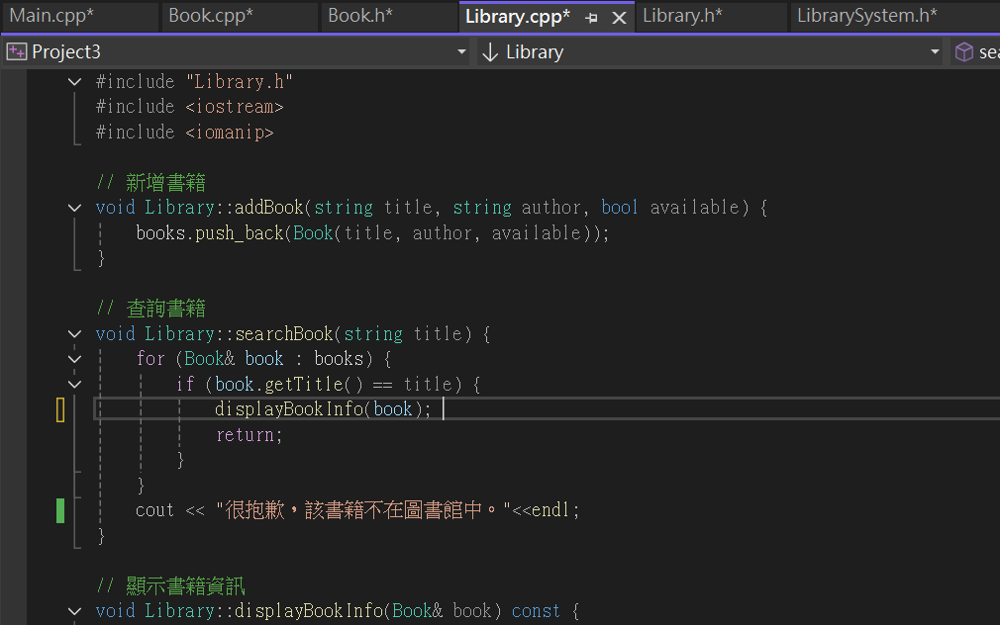 Main.cpp* Book.cpp* Book.h* Library.cpp* Library.h* LibrarySystem.h*
Project3 Library sea
#include "Library.h"
#include <iostream>
#include <iomanip>
// 新增書籍
void Library::addBook(string title, string author, bool available) {
books.push_back(Book(title, author, available));
}
// 查詢書籍
void Library::searchBook(string title) {
for (Book& book : books) {
if (book.getTitle() == title) {
displayBookInfo(book);
return;
}
}
cout << "很抱歉，該書籍不在圖書館中。"<<endl;
}
// 顯示書籍資訊
void Library::displayBookInfo(Book& book) const {